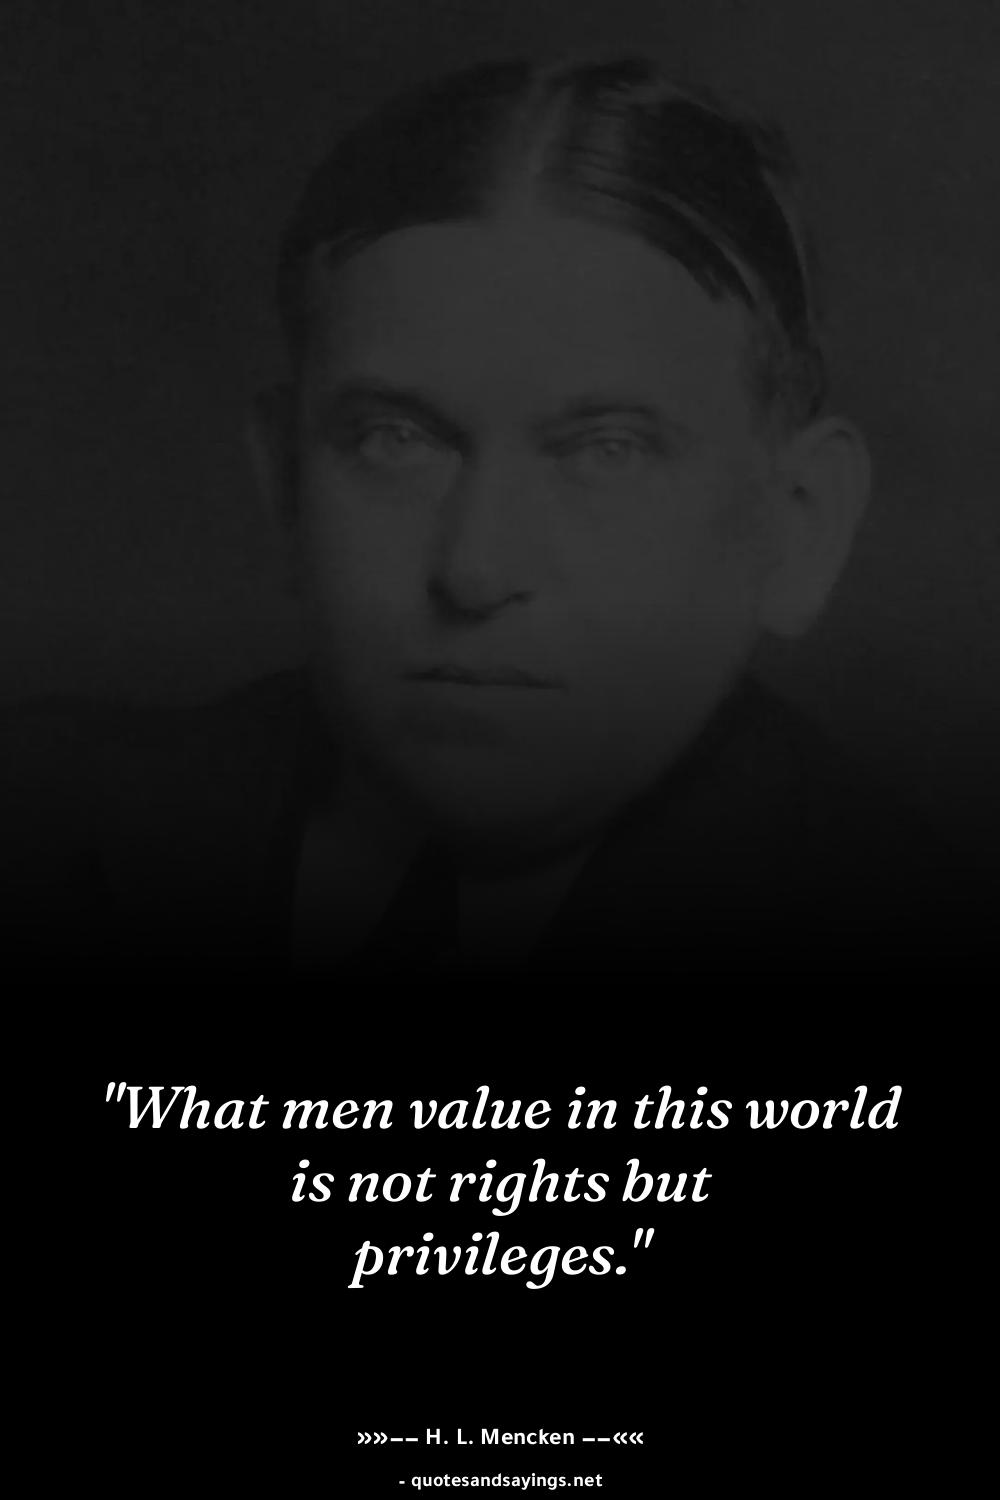 "What men value in this world
is not rights but
privileges."
»»−− H. L. Mencken −−««
- quotesandsayings.net